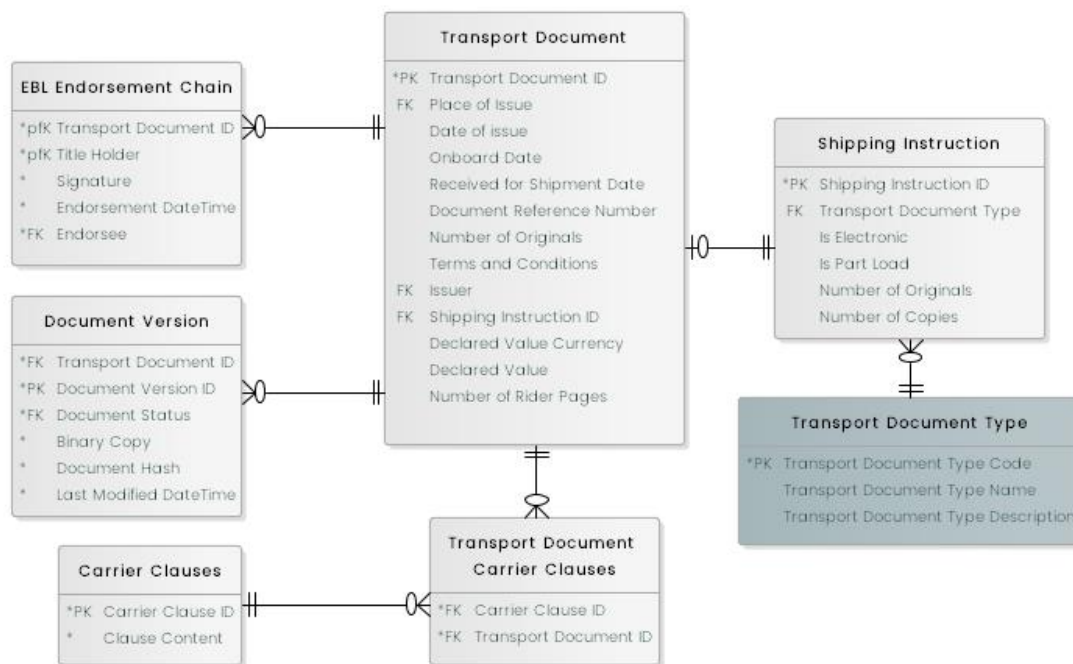 Transport Document
*PK Transport Document ID
FK Place of Issue
Date of issue
Onboard Date
Received for Shipment Date
Document Reference Number
Number of Originals
Terms and Conditions
FK Issuer
FK Shipping Instruction ID
Declared Value Currency
Declared Value
Number of Rider Pages
EBL Endorsement Chain
*pfK Transport Document ID
*pfK Title Holder
* Signature
* Endorsement DateTime
*FK Endorsee
Shipping Instruction
*PK Shipping Instruction ID
FK Transport Document Type
Is Electronic
Is Part Load
Number of Originals
Number of Copies
Document Version
*FK Transport Document ID
*PK Document Version ID
*FK Document Status
* Binary Copy
* Document Hash
* Last Modified DateTime
Transport Document Type
*PK Transport Document Type Code
Transport Document Type Name
Transport Document Type Description
Carrier Clauses
*PK Carrier Clause ID
* Clause Content
Transport Document
Carrier Clauses
*FK Carrier Clause ID
*FK Transport Document ID